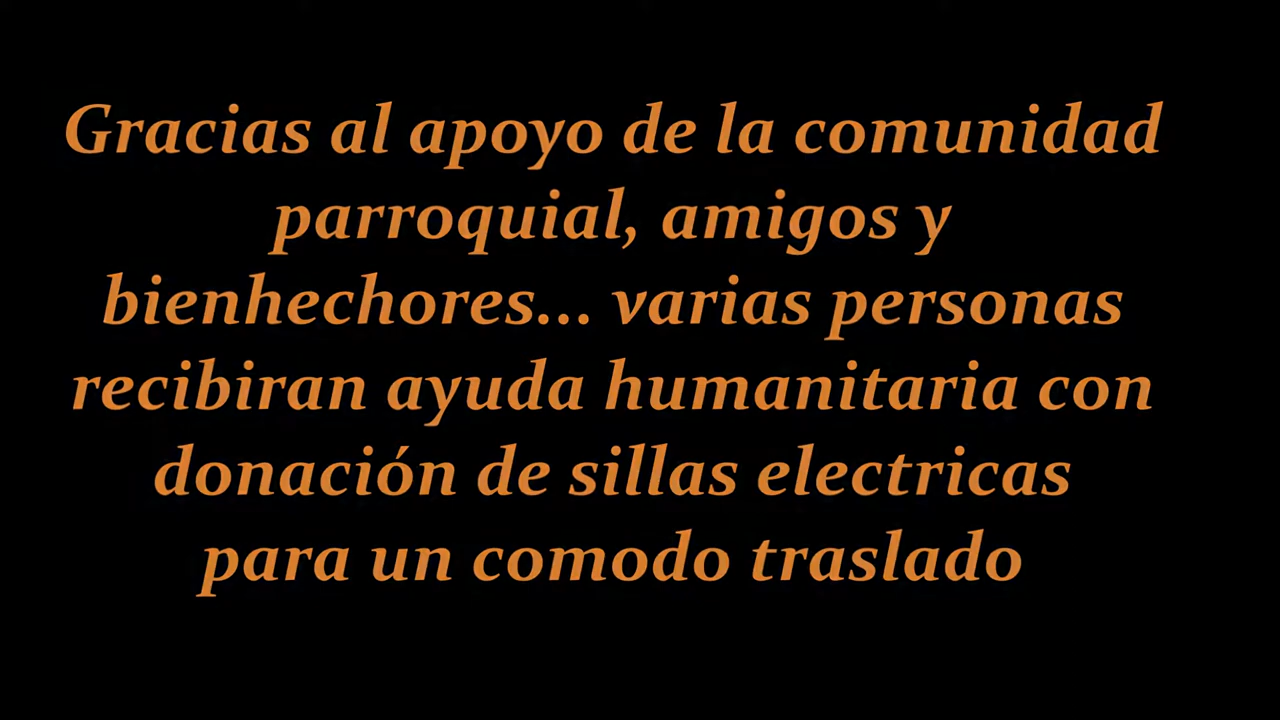 Gracias al apoyo de la comunidad
parroquial, amigos y
bienhechores... varias personas
recibiran ayuda humanitaria con
donación de sillas electricas
para un comodo traslado